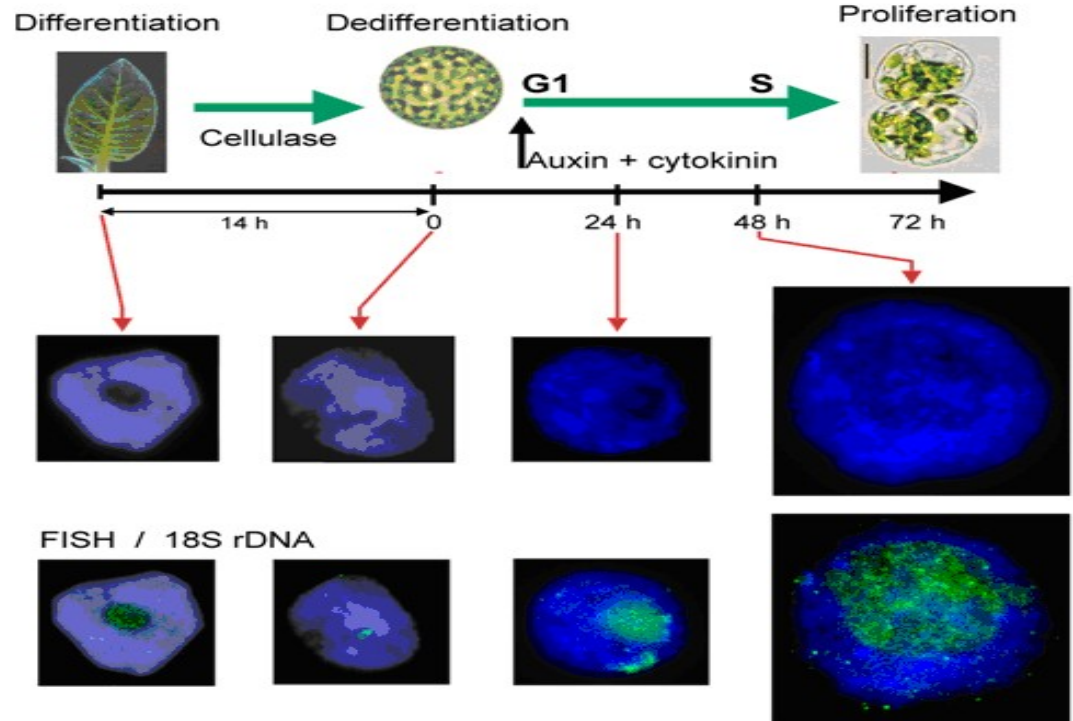 Differentiation
Dedifferentiation
Proliferation
G1
S
Cellulase
Auxin + cytokinin
14 h
0
24 h
48 h
72 h
FISH / 18S rDNA